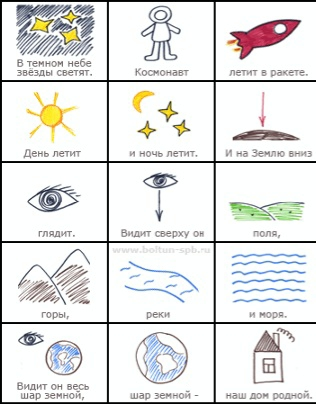 В темном небе
звёзды светят.
Космонавт
летит в ракете.
День летит
и ночь летит.
И на Землю вниз
глядит.
Видит сверху он
поля,
www.boltun-spb.ru
горы,
реки
и моря.
Видит он весь
шар земной,
шар земной -
наш дом родной.